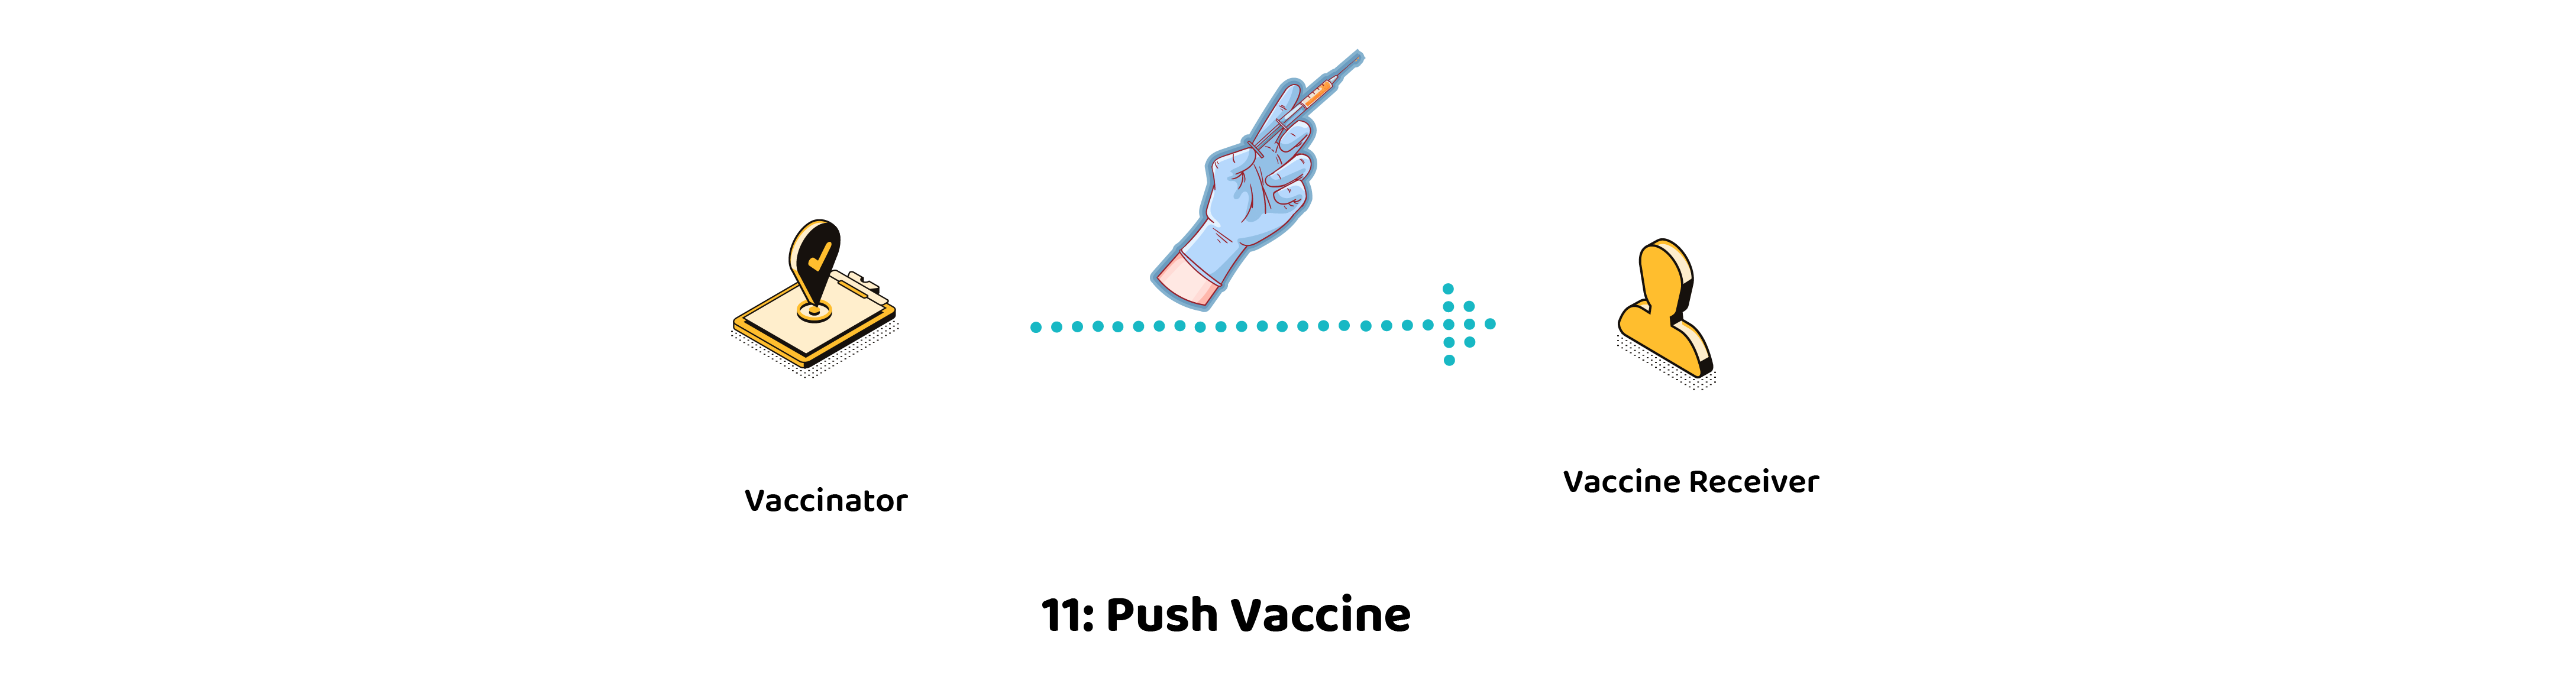 Vaccinator
Vaccine Receiver
11: Push Vaccine